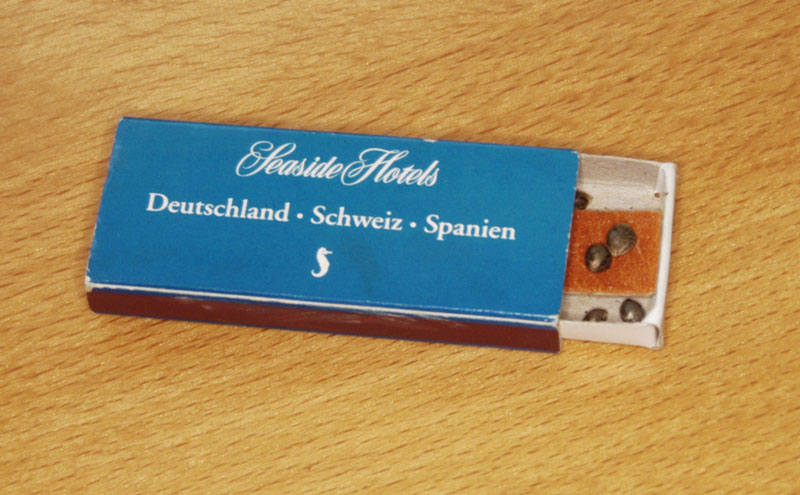 Seaside Hotels
Deutschland • Schweiz • Spanien